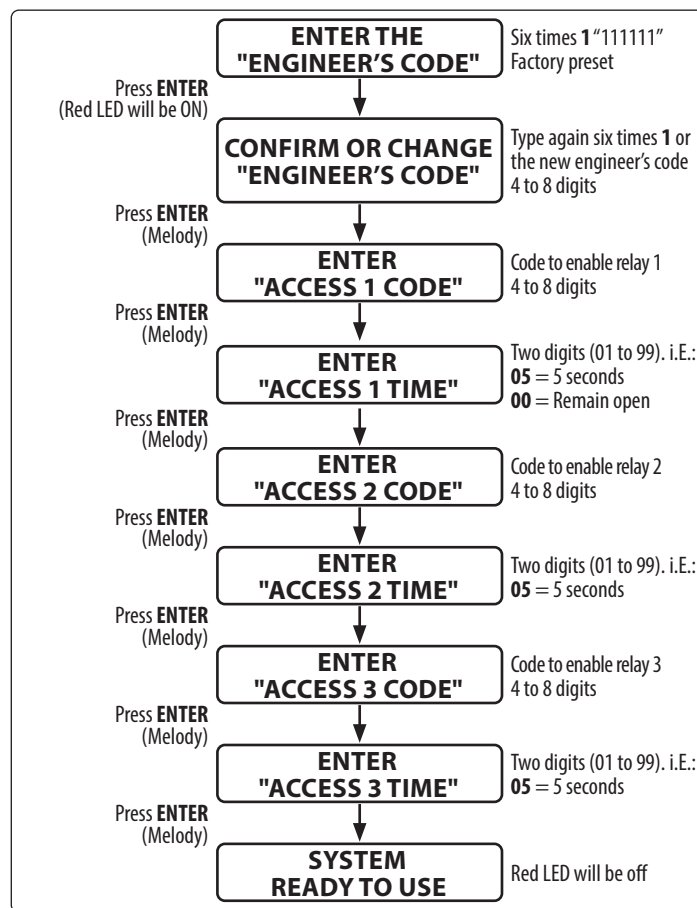 ENTER THE
"ENGINEER'S CODE"
Six times 1 “111111”
Factory preset
Press ENTER
(Red LED will be ON)
CONFIRM OR CHANGE
"ENGINEER'S CODE"
Type again six times 1 or
the new engineer's code
4 to 8 digits
Press ENTER
(Melody)
ENTER
"ACCESS 1 CODE"
Code to enable relay 1
4 to 8 digits
Press ENTER
(Melody)
ENTER
"ACCESS 1 TIME"
Two digits (01 to 99). i.E.:
05 = 5 seconds
00 = Remain open
Press ENTER
(Melody)
ENTER
"ACCESS 2 CODE"
Code to enable relay 2
4 to 8 digits
Press ENTER
(Melody)
ENTER
"ACCESS 2 TIME"
Two digits (01 to 99). i.E.:
05 = 5 seconds
Press ENTER
(Melody)
ENTER
"ACCESS 3 CODE"
Code to enable relay 3
4 to 8 digits
Press ENTER
(Melody)
ENTER
"ACCESS 3 TIME"
Two digits (01 to 99). i.E.:
05 = 5 seconds
Press ENTER
(Melody)
SYSTEM
READY TO USE
Red LED will be off